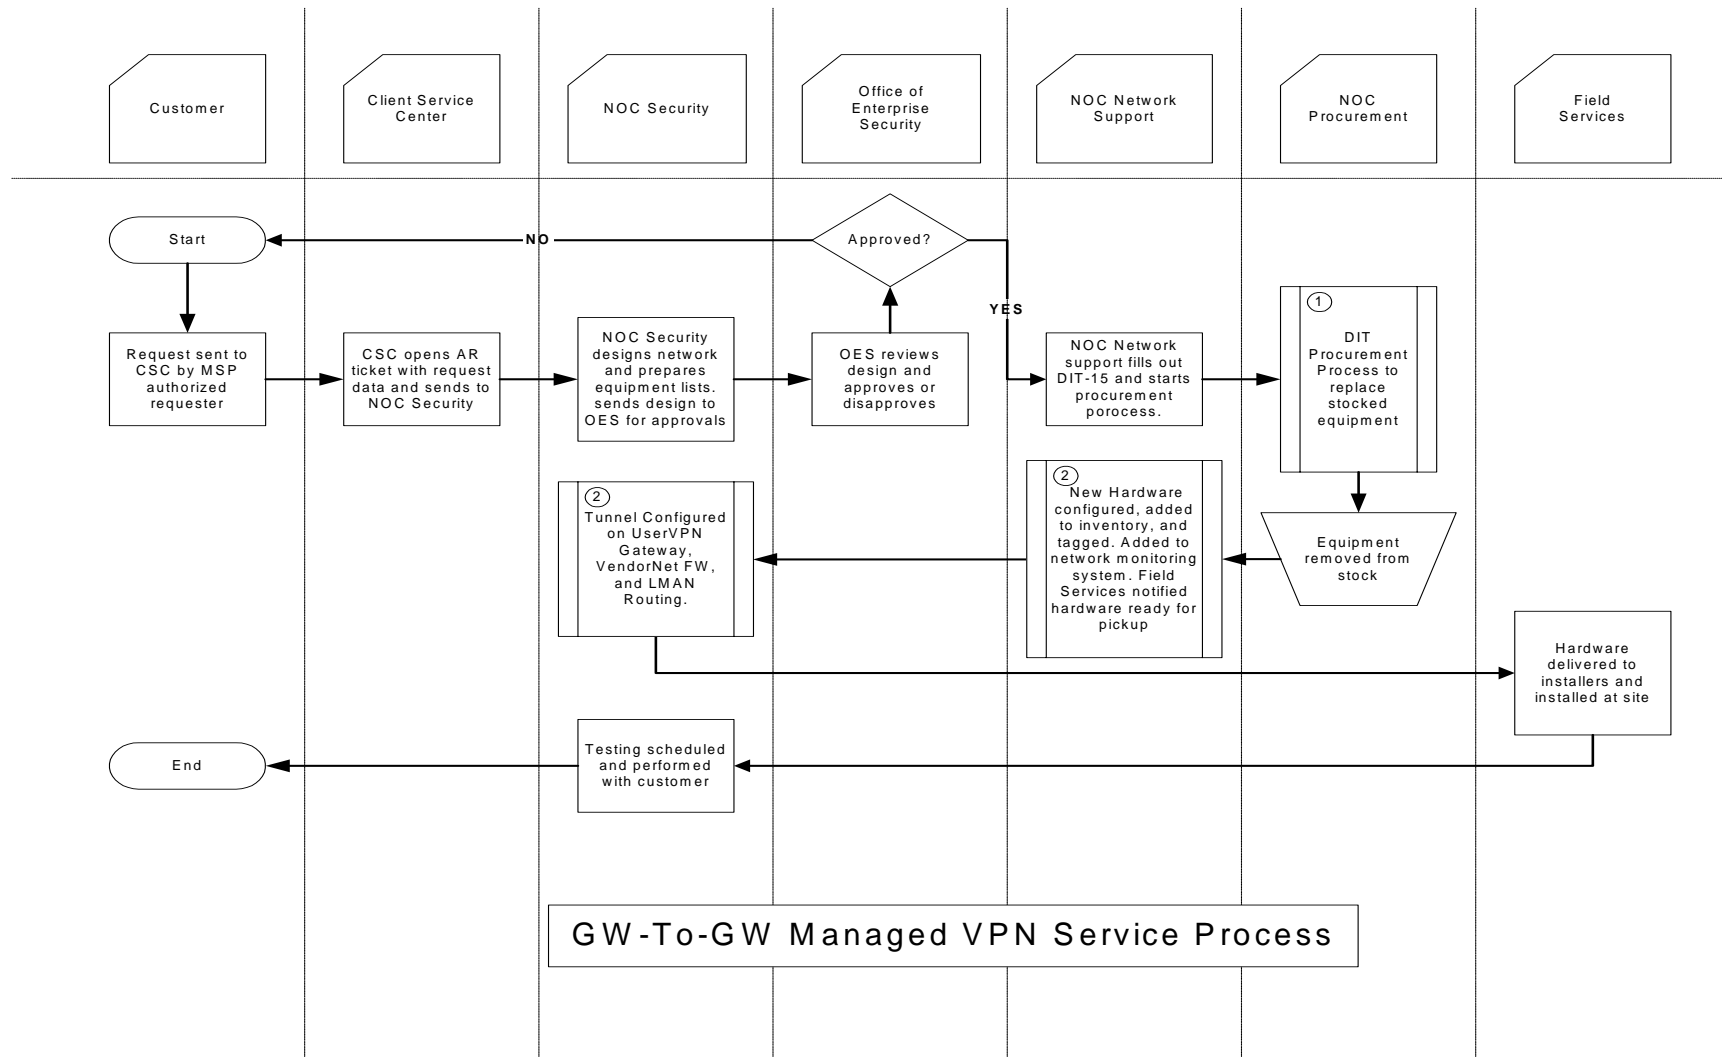 Customer
Client Service
Center
NOC Security
Office of
Enterprise
Security
NOC Network
Support
NOC
Procurement
Field
Services
Start
NO
Approved?
YES
Request sent to
CSC by MSP
authorized
requester
CSC opens AR
ticket with request
data and sends to
NOC Security
NOC Security
designs network
and prepares
equipment lists.
sends design to
OES for approvals
OES reviews
design and
approves or
disapproves
NOC Network
support fills out
DIT-15 and starts
procurement
porocess.
1
DIT
Procurement
Process to
replace
stocked
equipment
2
Tunnel Configured
on UserVPN
Gateway,
VendorNet FW,
and LMAN
Routing.
2
New Hardware
configured, added
to inventory, and
tagged. Added to
network monitoring
system. Field
Services notified
hardware ready for
pickup
Equipment
removed from
stock
Hardware
delivered to
installers and
installed at site
End
Testing scheduled
and performed
with customer
GW-To-GW Managed VPN Service Process